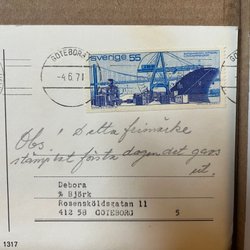 GÖTEBORG
-4.6.71
sverige 55
Obs! Detta frimärke
stämplat första dagen det gavs
ut.
Debora
% Björk
Rosensköldsgatan 11
412 58 GÖTEBORG 5
1317